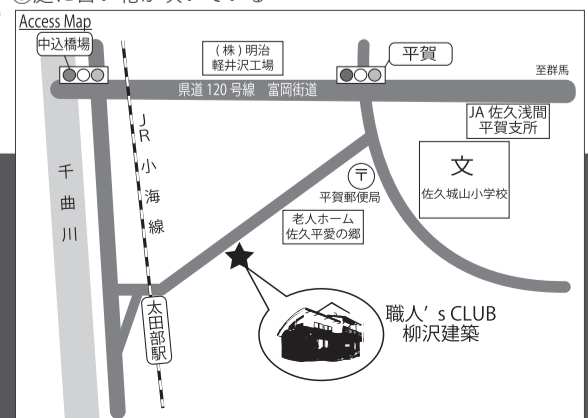 Access Map
中込橋場
(株)明治
軽井沢工場
平賀
至群馬
県道120号線 富岡街道
JA 佐久浅間
平賀支所
JR小海線
千曲川
文
佐久城山小学校
〒
平賀郵便局
老人ホーム
佐久平愛の郷
太田部駅
職人’s CLUB
柳沢建築